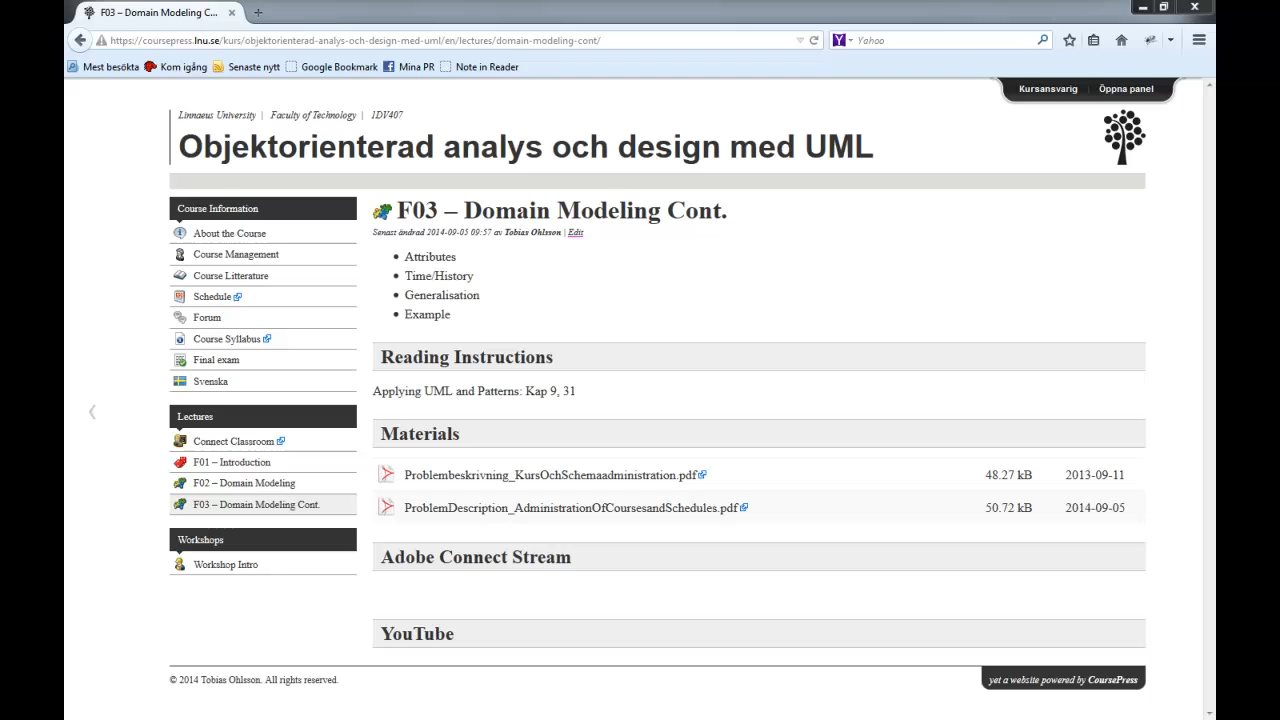 F03 – Domain Modeling C...
https://coursepress.lnu.se/kurs/objektorienterad-analys-och-design-med-uml/en/lectures/domain-modeling-cont/
Yahoo
Mest besökta Kom igång Senaste nytt Google Bookmark Mina PR Note in Reader
Kursansvarig Öppna panel
Linnaeus University | Faculty of Technology | 1DV407
Objektorienterad analys och design med UML
Course Information
About the Course
Course Management
Course Litterature
Schedule
Forum
Course Syllabus
Final exam
Svenska
Lectures
Connect Classroom
F01 – Introduction
F02 – Domain Modeling
F03 – Domain Modeling Cont.
Workshops
Workshop Intro
F03 – Domain Modeling Cont.
Senast ändrad 2014-09-05 09:57 av Tobias Ohlsson | Edit
Attributes
Time/History
Generalisation
Example
Reading Instructions
Applying UML and Patterns: Kap 9, 31
Materials
Problembeskrivning_KursOchSchemaadministration.pdf 48.27 kB 2013-09-11
ProblemDescription_AdministrationOfCoursesandSchedules.pdf 50.72 kB 2014-09-05
Adobe Connect Stream
YouTube
© 2014 Tobias Ohlsson. All rights reserved.
yet a website powered by CoursePress